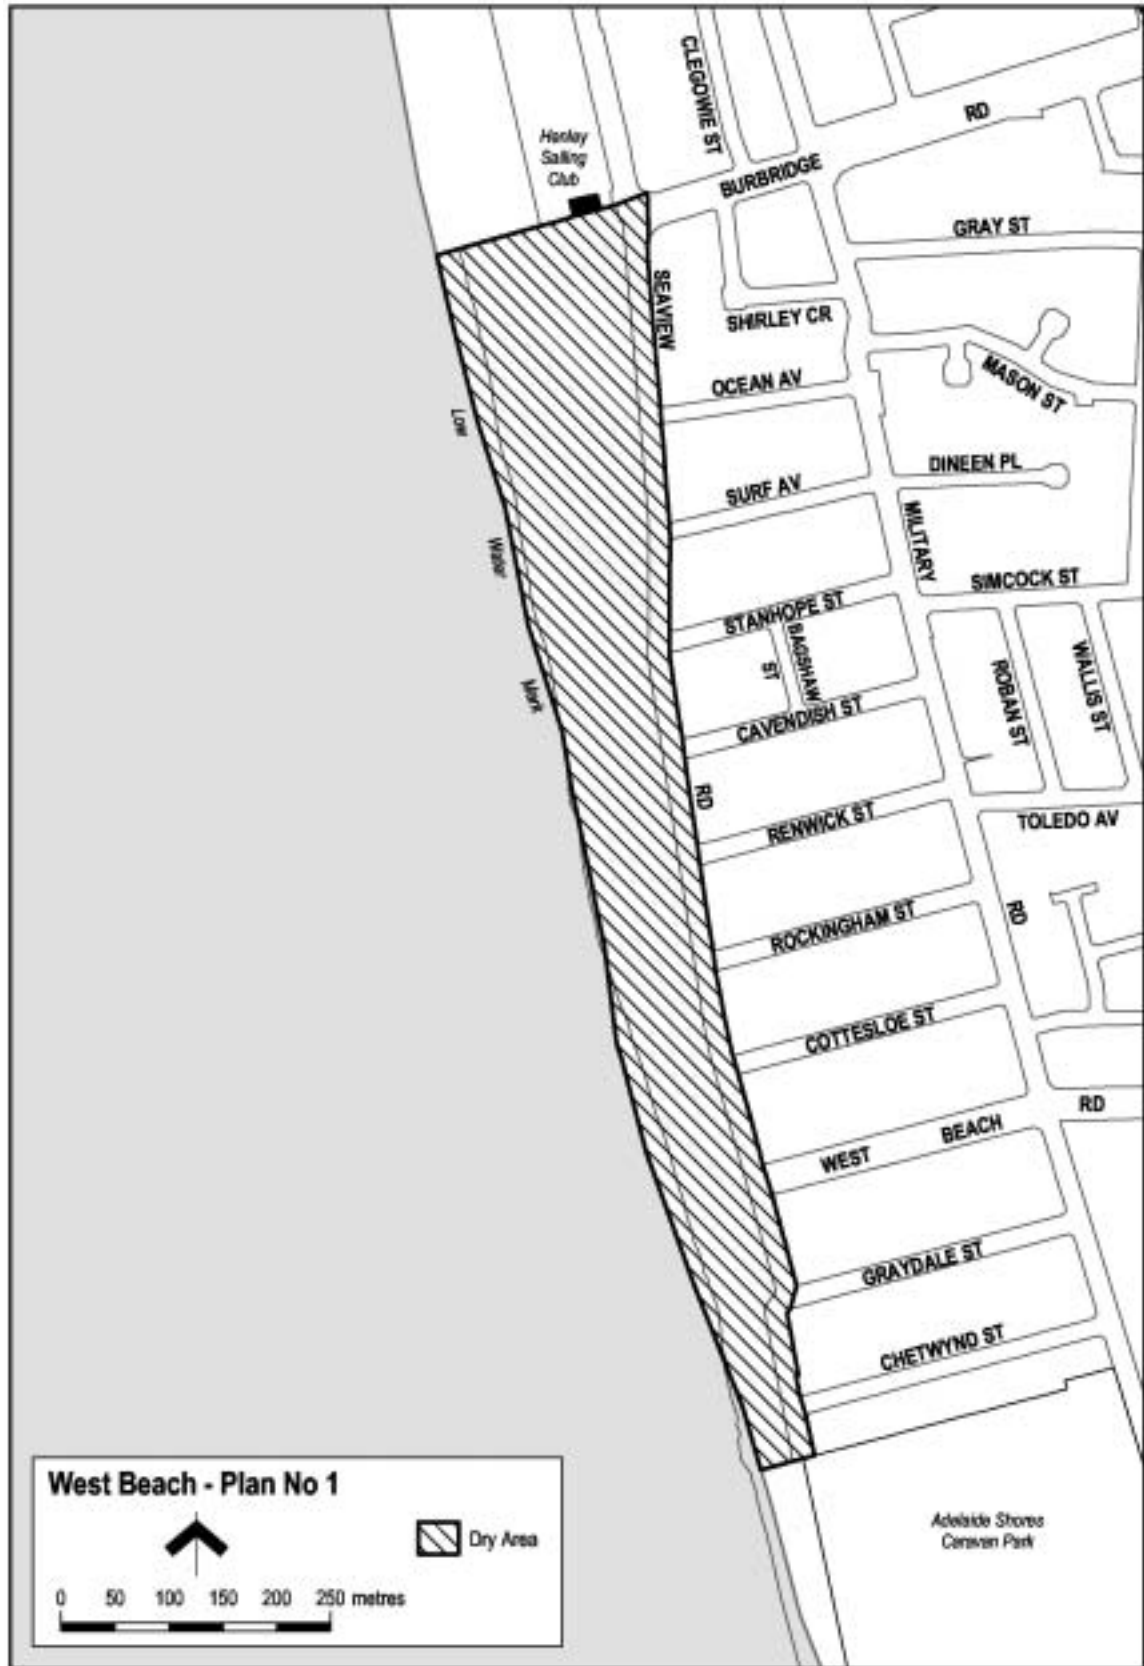 CLEGOWIE ST
RD
Henley
Sailing
Club
BURBRIDGE
GRAY ST
SEAVIEW
SHIRLEY CR
OCEAN AV
MASON ST
Low
DINEEN PL
SURF AV
MILITARY
Water
SIMCOCK ST
STANHOPE ST
BAGSHAW
ST
ROBAN ST
WALLIS ST
Mark
CAVENDISH ST
RD
RENWICK ST
TOLEDO AV
ROCKINGHAM ST
RD
COTTESLOE ST
RD
WEST BEACH
GRAYDALE ST
CHETWYND ST
West Beach - Plan No 1
Dry Area
0 50 100 150 200 250 metres
Adelaide Shores
Caravan Park